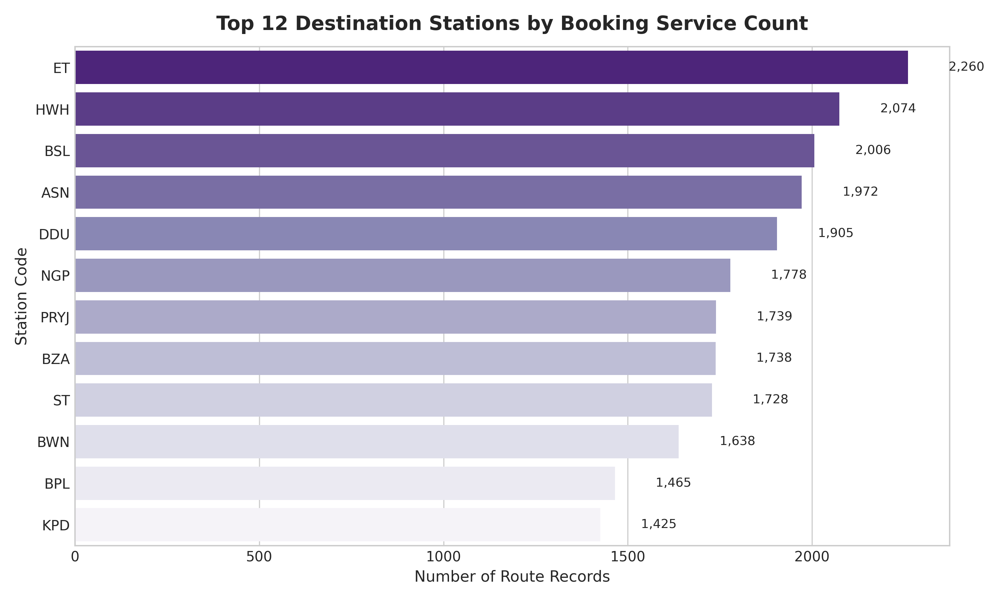 Top 12 Destination Stations by Booking Service Count
ET 2,260
HWH 2,074
BSL 2,006
ASN 1,972
DDU 1,905
NGP 1,778
PRYJ 1,739
BZA 1,738
ST 1,728
BWN 1,638
BPL 1,465
KPD 1,425
Station Code
0 500 1000 1500 2000
Number of Route Records